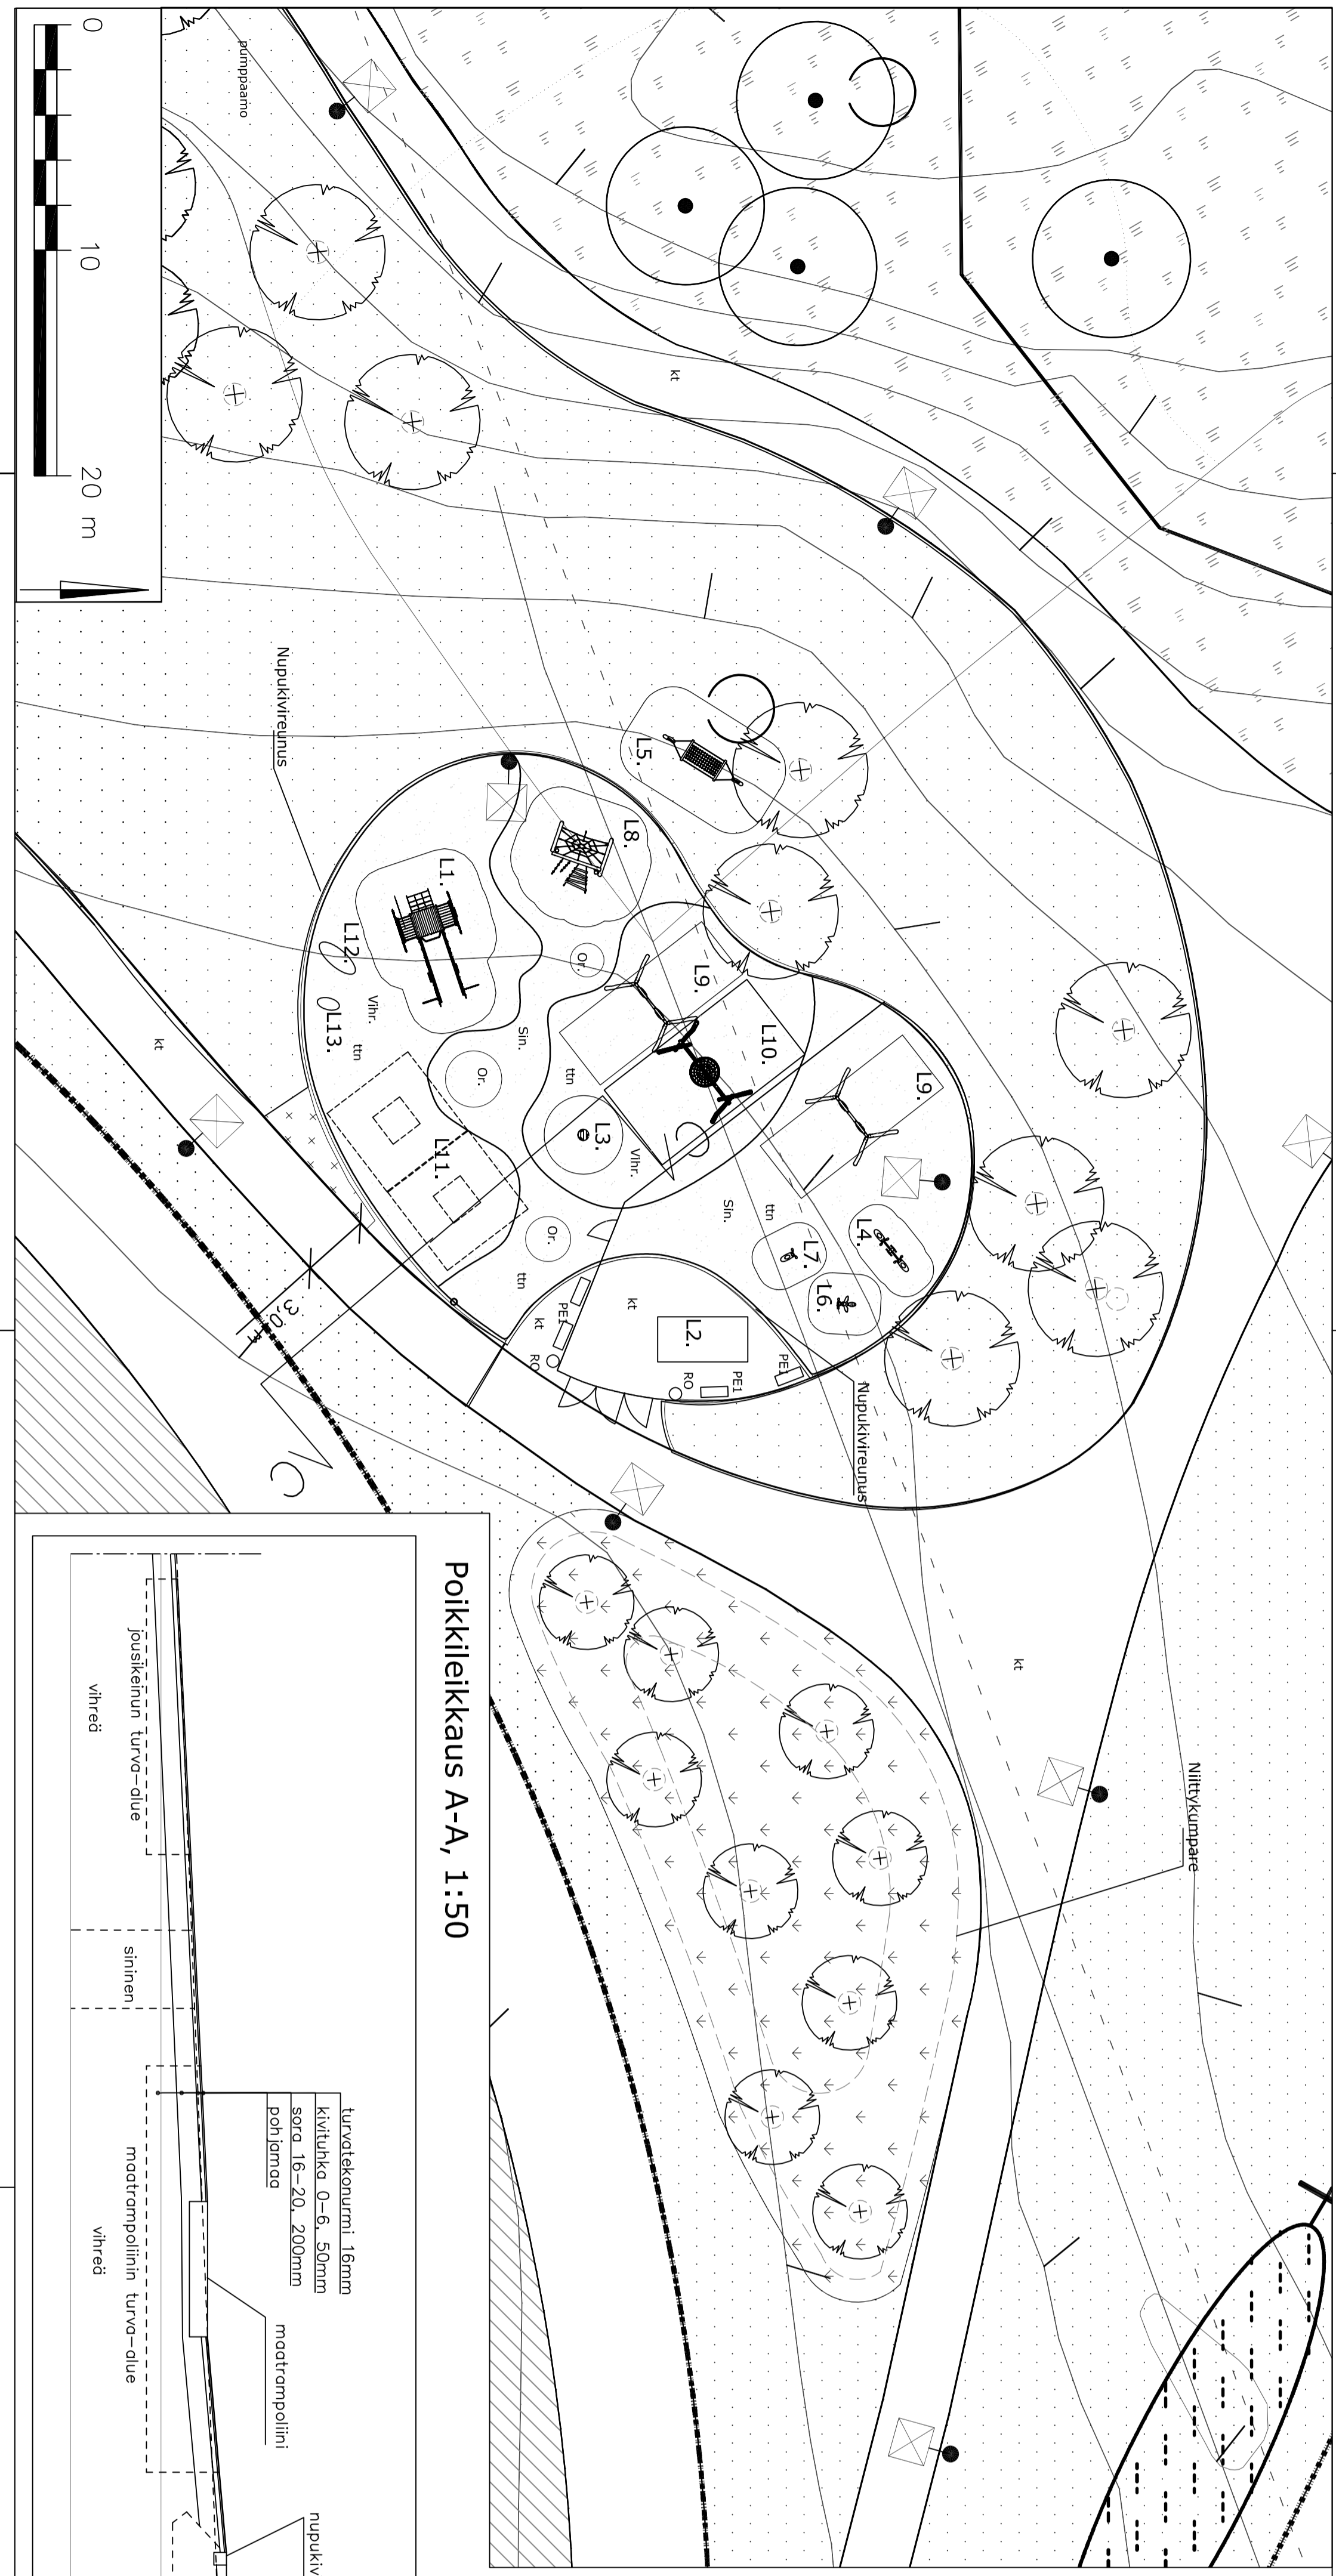 0
10
20 m
pumppaamo
kt
Nupukivireunus
L5.
L8.
L1.
L12.
L13.
Vihr.
ttn
Or.
Sin.
L9.
L10.
L9.
kt
Or.
ttn
L3.
Vihr.
L11.
Sin.
ttn
L4.
L7.
L6.
Or.
ttn
kt
PE1
RO
kt
L2.
RO
PE1
PE1
3,0
Nupukivireunus
kt
Niittykumpare
Poikkileikkaus A-A, 1:50
jousikeinun turva-alue
vihreä
sininen
turvatekonurmi 16mm
kivituhka 0-6, 50mm
sora 16-20, 200mm
pohjamaa
maatrampoliinin turva-alue
vihreä
maatrampoliini
nupukiv